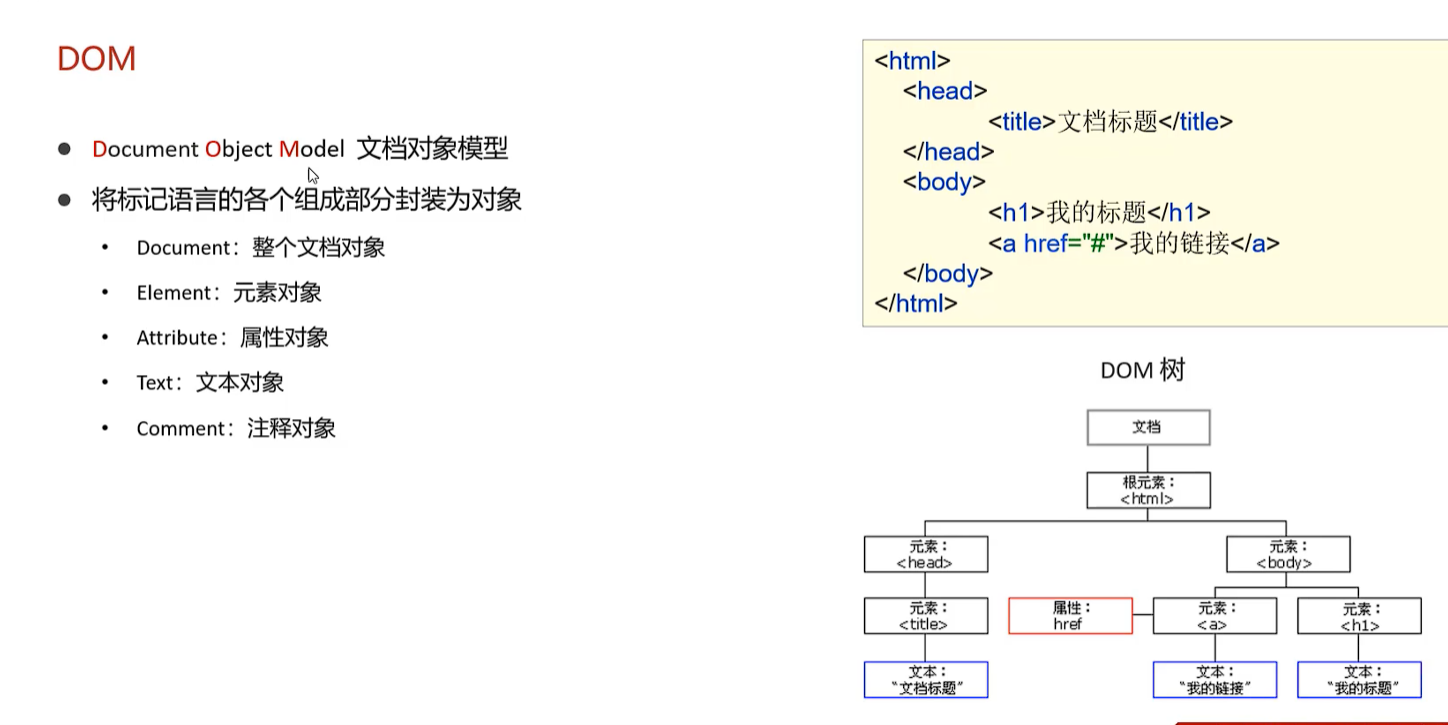 DOM
Document Object Model 文档对象模型
将标记语言的各个组成部分封装为对象
Document：整个文档对象
Element：元素对象
Attribute：属性对象
Text：文本对象
Comment：注释对象
<html>
<head>
<title>文档标题</title>
</head>
<body>
<h1>我的标题</h1>
<a href="#">我的链接</a>
</body>
</html>
DOM 树
文档
根元素：
<html>
元素：
<head>
元素：
<body>
元素：
<title>
属性：
href
元素：
<a>
元素：
<h1>
文本：
"文档标题"
文本：
"我的链接"
文本：
"我的标题"